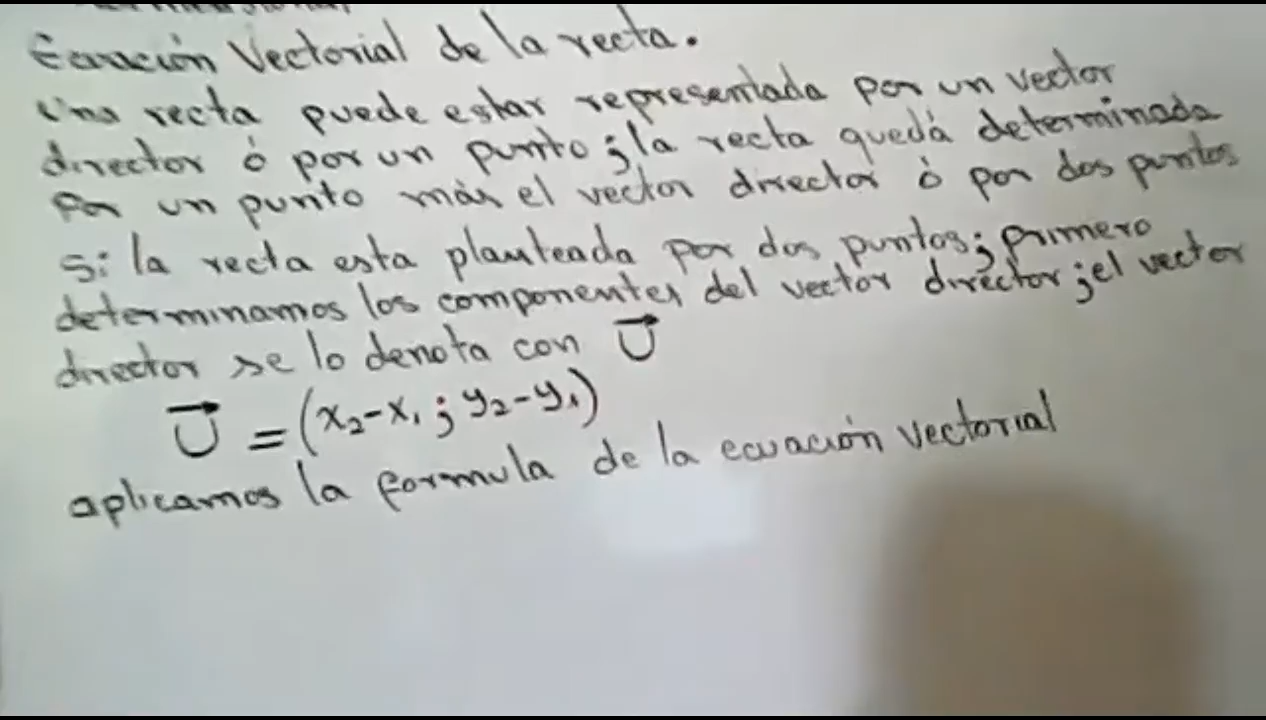 Ecuación Vectorial de la recta.
Una recta puede estar representada por un vector
director ó por un punto; la recta queda determinada
por un punto más el vector director ó por dos puntos
Si la recta esta planteada por dos puntos; primero
determinamos los componentes del vector director; el vector
director se lo denota con U⃗
U⃗ = (x₂-x₁ ; y₂-y₁)
aplicamos la formula de la ecuación vectorial